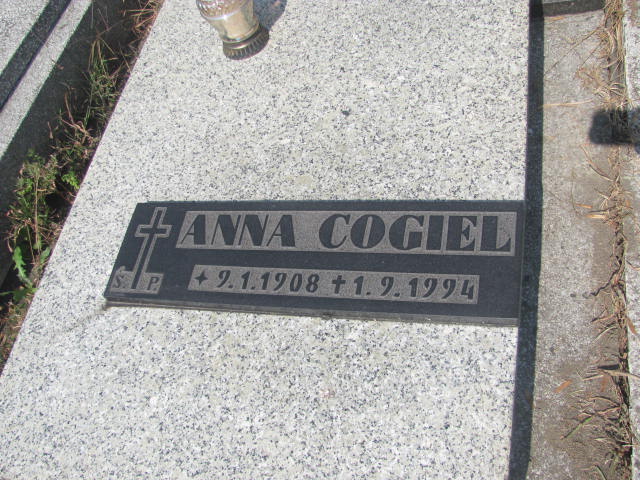 ANNA COGIEL
S. P. ✦ 9.1.1908 ✝ 1.9.1994